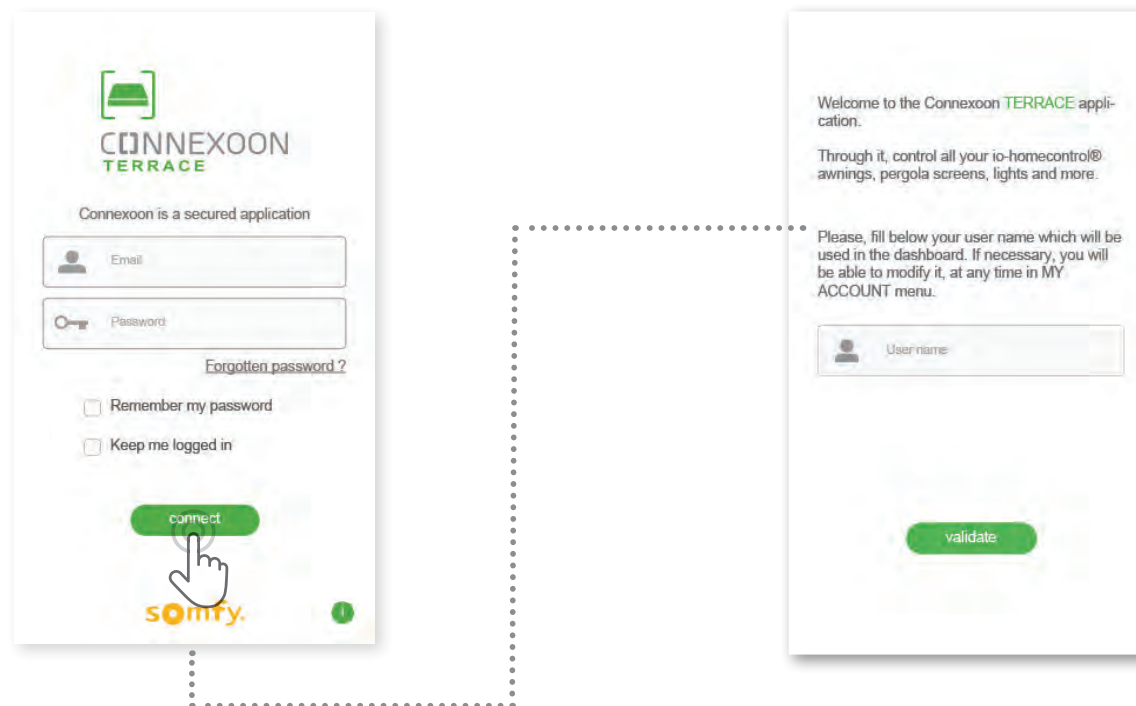 CONNEXOON
TERRACE
Connexoon is a secured application
Email
Password
Forgotten password ?
Remember my password
Keep me logged in
connect
somfy.
i
Welcome to the Connexoon TERRACE appli-
cation.
Through it, control all your io-homecontrol®
awnings, pergola screens, lights and more.
Please, fill below your user name which will be
used in the dashboard. If necessary, you will
be able to modify it, at any time in MY
ACCOUNT menu.
User name
validate